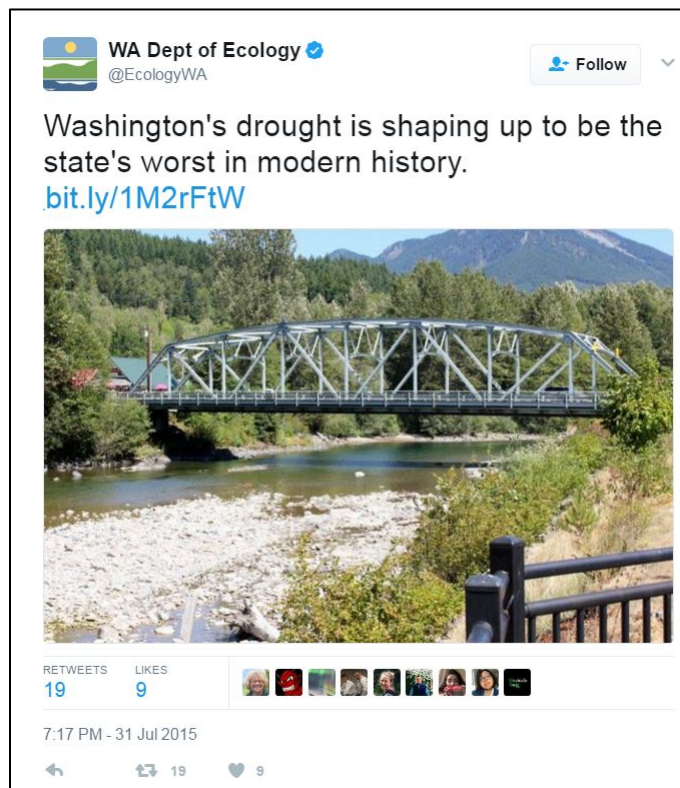 WA Dept of Ecology
@EcologyWA
Follow
Washington's drought is shaping up to be the
state's worst in modern history.
bit.ly/1M2rFtW
RETWEETS LIKES
19 9
7:17 PM - 31 Jul 2015
19 9